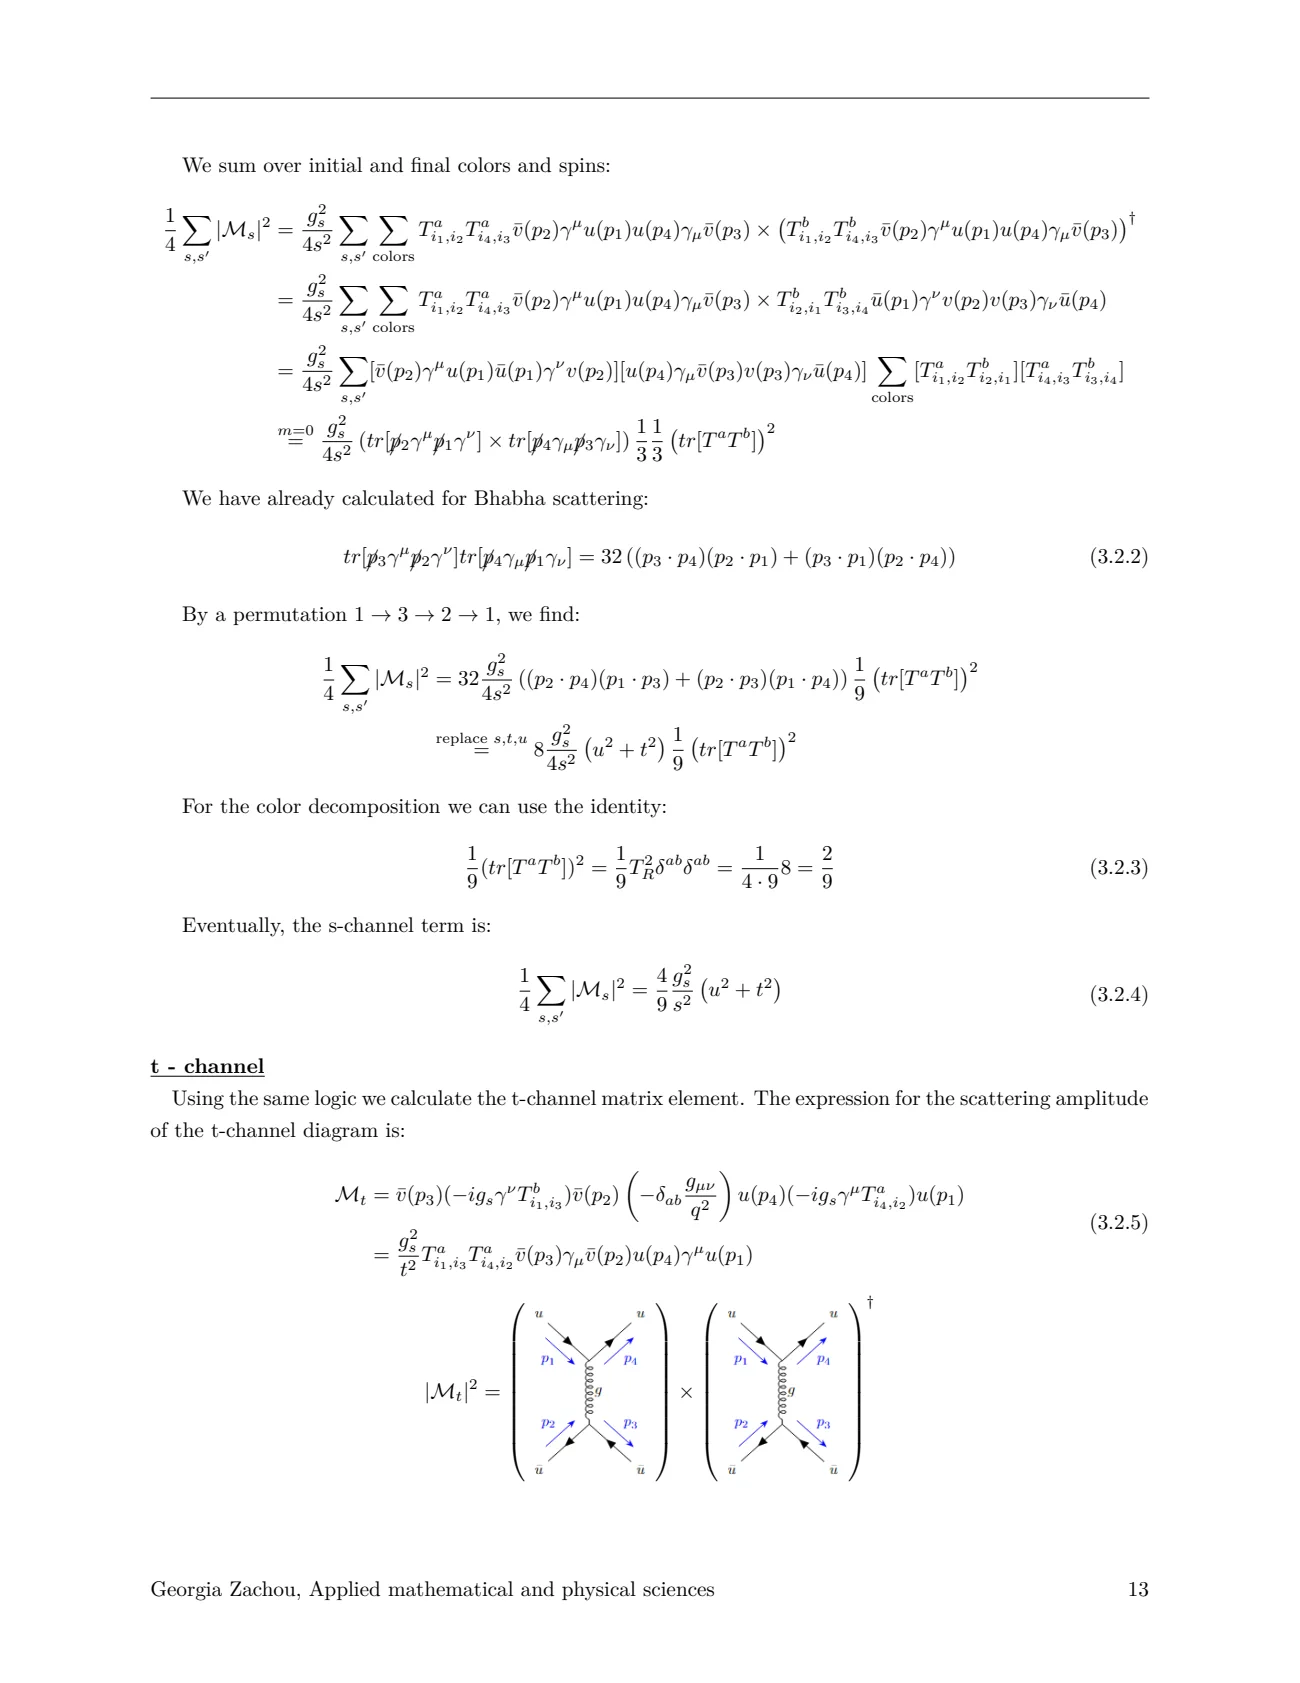 We sum over initial and final colors and spins:
\frac{1}{4}\sum_{s,s'}|\mathcal{M}_s|^2 = \frac{g_s^2}{4s^2}\sum_{s,s'}\sum_{\text{colors}} T^a_{i_1,i_2}T^a_{i_4,i_3}\bar{v}(p_2)\gamma^\mu u(p_1)u(p_4)\gamma_\mu\bar{v}(p_3) \times \left(T^b_{i_1,i_2}T^b_{i_4,i_3}\bar{v}(p_2)\gamma^\mu u(p_1)u(p_4)\gamma_\mu\bar{v}(p_3)\right)^\dagger
= \frac{g_s^2}{4s^2}\sum_{s,s'}\sum_{\text{colors}} T^a_{i_1,i_2}T^a_{i_4,i_3}\bar{v}(p_2)\gamma^\mu u(p_1)u(p_4)\gamma_\mu\bar{v}(p_3) \times T^b_{i_2,i_1}T^b_{i_3,i_4}\bar{u}(p_1)\gamma^\nu v(p_2)v(p_3)\gamma_\nu\bar{u}(p_4)
= \frac{g_s^2}{4s^2}\sum_{s,s'}[\bar{v}(p_2)\gamma^\mu u(p_1)\bar{u}(p_1)\gamma^\nu v(p_2)][u(p_4)\gamma_\mu\bar{v}(p_3)v(p_3)\gamma_\nu\bar{u}(p_4)]\sum_{\text{colors}}[T^a_{i_1,i_2}T^b_{i_2,i_1}][T^a_{i_4,i_3}T^b_{i_3,i_4}]
\stackrel{m=0}{=} \frac{g_s^2}{4s^2}\left(tr[\not{p}_2\gamma^\mu\not{p}_1\gamma^\nu] \times tr[\not{p}_4\gamma_\mu\not{p}_3\gamma_\nu]\right)\frac{1}{3}\frac{1}{3}\left(tr[T^aT^b]\right)^2
We have already calculated for Bhabha scattering:
tr[\not{p}_3\gamma^\mu\not{p}_2\gamma^\nu]tr[\not{p}_4\gamma_\mu\not{p}_1\gamma_\nu] = 32\left((p_3 \cdot p_4)(p_2 \cdot p_1) + (p_3 \cdot p_1)(p_2 \cdot p_4)\right) (3.2.2)
By a permutation 1 → 3 → 2 → 1, we find:
\frac{1}{4}\sum_{s,s'}|\mathcal{M}_s|^2 = 32\frac{g_s^2}{4s^2}\left((p_2 \cdot p_4)(p_1 \cdot p_3) + (p_2 \cdot p_3)(p_1 \cdot p_4)\right)\frac{1}{9}\left(tr[T^aT^b]\right)^2
\stackrel{\text{replace } s,t,u}{=} 8\frac{g_s^2}{4s^2}\left(u^2 + t^2\right)\frac{1}{9}\left(tr[T^aT^b]\right)^2
For the color decomposition we can use the identity:
\frac{1}{9}(tr[T^aT^b])^2 = \frac{1}{9}T_R^2\delta^{ab}\delta^{ab} = \frac{1}{4 \cdot 9}8 = \frac{2}{9} (3.2.3)
Eventually, the s-channel term is:
\frac{1}{4}\sum_{s,s'}|\mathcal{M}_s|^2 = \frac{4}{9}\frac{g_s^2}{s^2}\left(u^2 + t^2\right) (3.2.4)
t - channel
Using the same logic we calculate the t-channel matrix element. The expression for the scattering amplitude
of the t-channel diagram is:
\mathcal{M}_t = \bar{v}(p_3)(-ig_s\gamma^\nu T^b_{i_1,i_3})\bar{v}(p_2)\left(-\delta_{ab}\frac{g_{\mu\nu}}{q^2}\right)u(p_4)(-ig_s\gamma^\mu T^a_{i_4,i_2})u(p_1)
= \frac{g_s^2}{t^2}T^a_{i_1,i_3}T^a_{i_4,i_2}\bar{v}(p_3)\gamma_\mu\bar{v}(p_2)u(p_4)\gamma^\mu u(p_1) (3.2.5)
|\mathcal{M}_t|^2 = ( u u p_1 p_4 g p_2 p_3 \bar{u} \bar{u} ) × ( u u p_1 p_4 g p_2 p_3 \bar{u} \bar{u} )^\dagger
Georgia Zachou, Applied mathematical and physical sciences 13